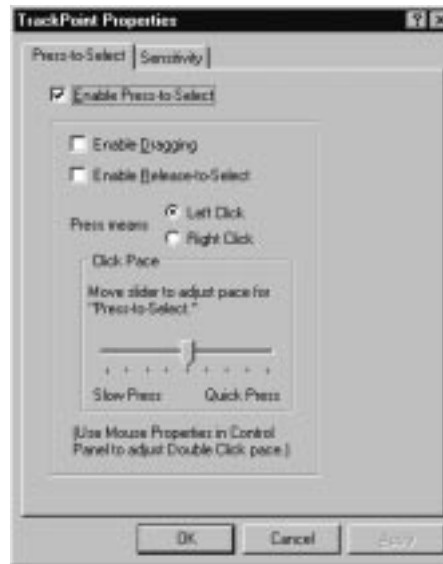 TrackPoint Properties
Press-to-Select Sensitivity
Enable Press-to-Select
Enable Dragging
Enable Release-to-Select
Press means
Left Click
Right Click
Click Pace
Move slider to adjust pace for
"Press-to-Select."
Slow Press Quick Press
(Use Mouse Properties in Control
Panel to adjust Double Click pace.)
OK Cancel Apply